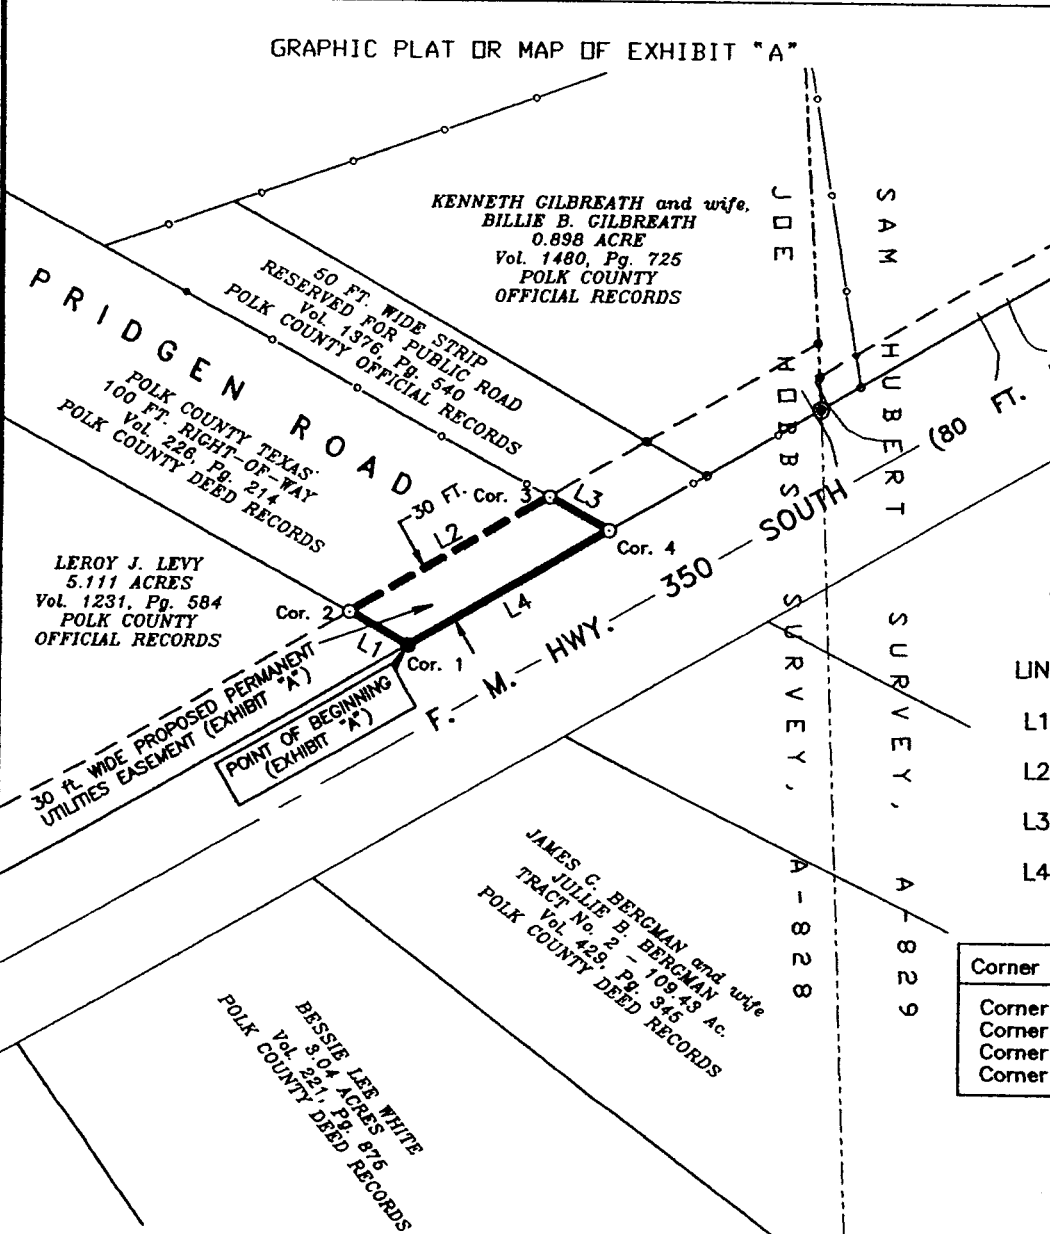 GRAPHIC PLAT OR MAP OF EXHIBIT "A"
KENNETH GILBREATH and wife,
BILLIE B. GILBREATH
0.898 ACRE
Vol. 1480, Pg. 725
POLK COUNTY
OFFICIAL RECORDS
JOE HOBBS SURVEY, A-828
SAM HUBERT SURVEY, A-829
50 FT. WIDE STRIP
RESERVED FOR PUBLIC ROAD
Vol. 1376, Pg. 540
POLK COUNTY OFFICIAL RECORDS
PRIDGEN ROAD
POLK COUNTY TEXAS
100 FT. RIGHT-OF-WAY
Vol. 226, Pg. 214
POLK COUNTY DEED RECORDS
LEROY J. LEVY
5.111 ACRES
Vol. 1231, Pg. 584
POLK COUNTY
OFFICIAL RECORDS
30 FT.
Cor. 3
L3
L2
Cor. 4
Cor. 2
L4
L1
Cor. 1
30 ft. WIDE PROPOSED PERMANENT
UTILITIES EASEMENT (EXHIBIT "A")
POINT OF BEGINNING
(EXHIBIT "A")
F. M. HWY. 350 SOUTH (80 FT.
LIN
L1
L2
L3
L4
JAMES C. BERGMAN and wife
JULLIE B. BERGMAN
TRACT No. 2 - 109.43 Ac.
Vol. 429, Pg. 345
POLK COUNTY DEED RECORDS
Corner
Corner
Corner
Corner
Corner
BESSIE LEE WHITE
3.04 ACRES
Vol. 221, Pg. 875
POLK COUNTY DEED RECORDS